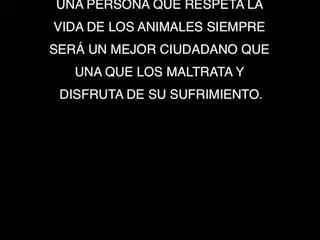 UNA PERSONA QUE RESPETA LA
VIDA DE LOS ANIMALES SIEMPRE
SERÁ UN MEJOR CIUDADANO QUE
UNA QUE LOS MALTRATA Y
DISFRUTA DE SU SUFRIMIENTO.